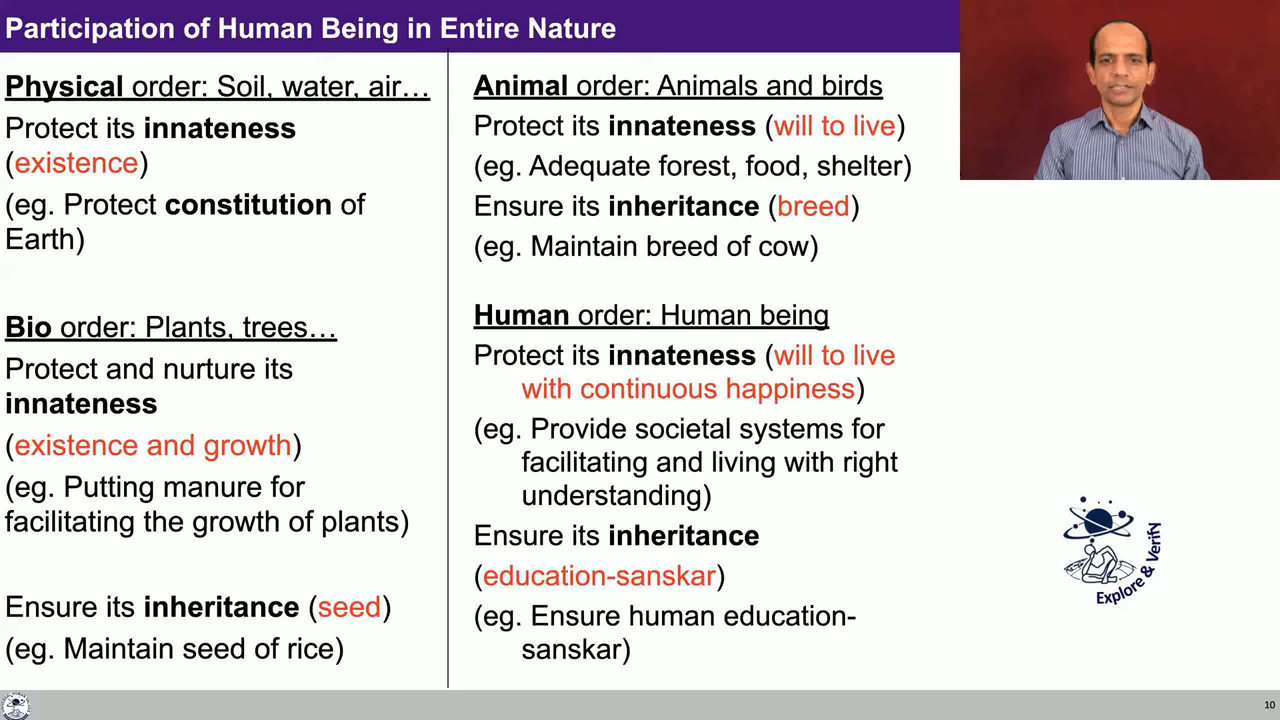 Participation of Human Being in Entire Nature
Physical order: Soil, water, air…
Protect its innateness
(existence)
(eg. Protect constitution of
Earth)
Bio order: Plants, trees…
Protect and nurture its
innateness
(existence and growth)
(eg. Putting manure for
facilitating the growth of plants)
Ensure its inheritance (seed)
(eg. Maintain seed of rice)
Animal order: Animals and birds
Protect its innateness (will to live)
(eg. Adequate forest, food, shelter)
Ensure its inheritance (breed)
(eg. Maintain breed of cow)
Human order: Human being
Protect its innateness (will to live
with continuous happiness)
(eg. Provide societal systems for
facilitating and living with right
understanding)
Ensure its inheritance
(education-sanskar)
(eg. Ensure human education-
sanskar)
Explore & Verify
10